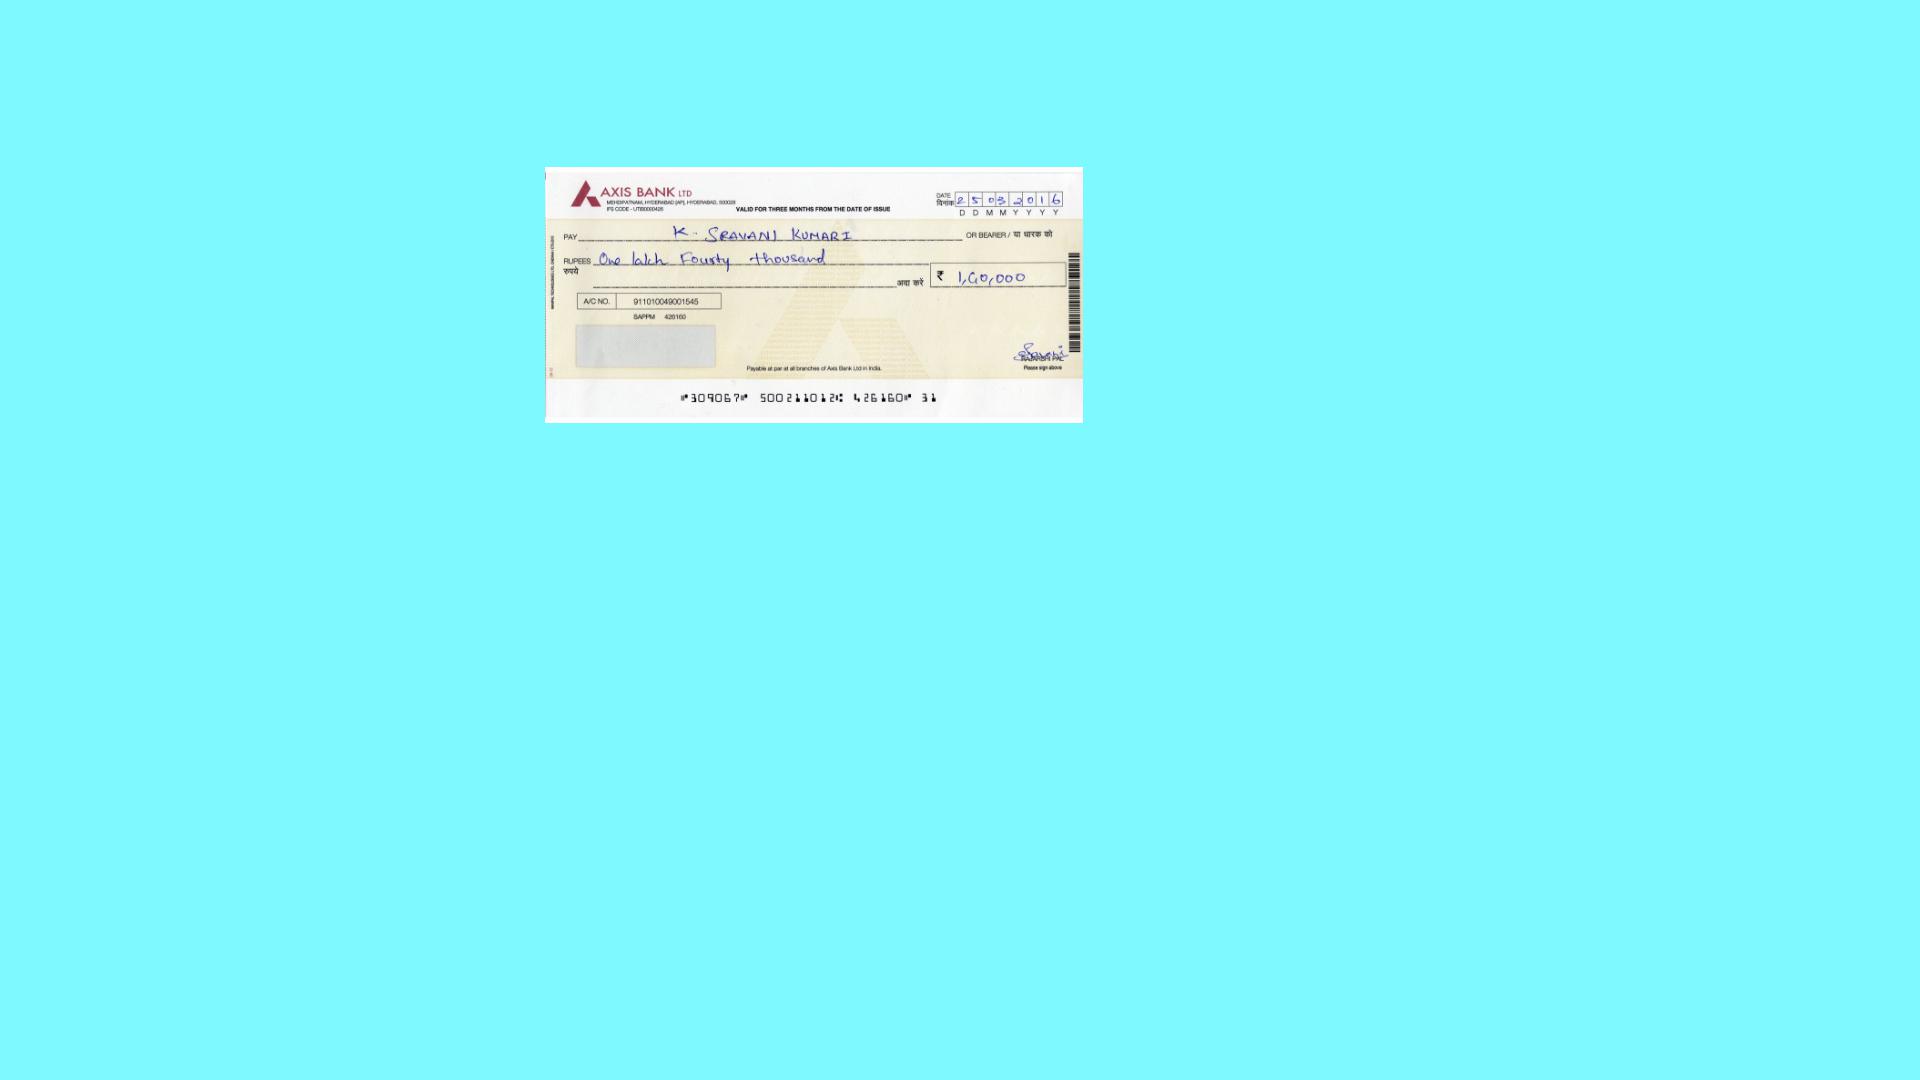 AXIS BANK LTD
MEHDIPATNAM, HYDERABAD [AP], HYDERABAD, 500028
IFS CODE - UTIB0000426
VALID FOR THREE MONTHS FROM THE DATE OF ISSUE
DATE 2 5 0 3 2 0 1 6
दिनांक
D D M M Y Y Y Y
PAY K. SRAVANI KUMARI OR BEARER / या धारक को
RUPEES One lakh Fourty thousand
रुपये
अदा करें ₹ 1,40,000
A/C NO. 911010049001545
SAPPM 426160
Sravani
RAJARSHI PAL
Please sign above
Payable at par at all branches of Axis Bank Ltd in India.
⑈309067⑈ 500211012⑆ 426160⑈ 31